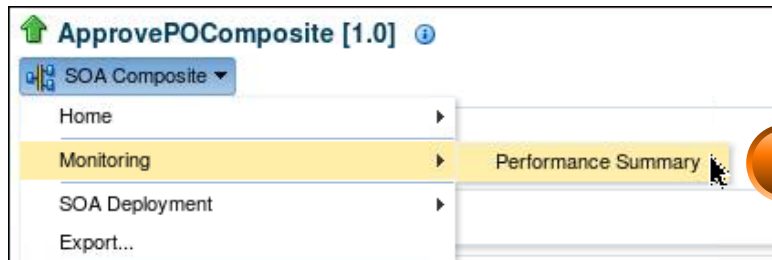 ApprovePOComposite [1.0]
SOA Composite
Home
Monitoring
Performance Summary
SOA Deployment
Export...